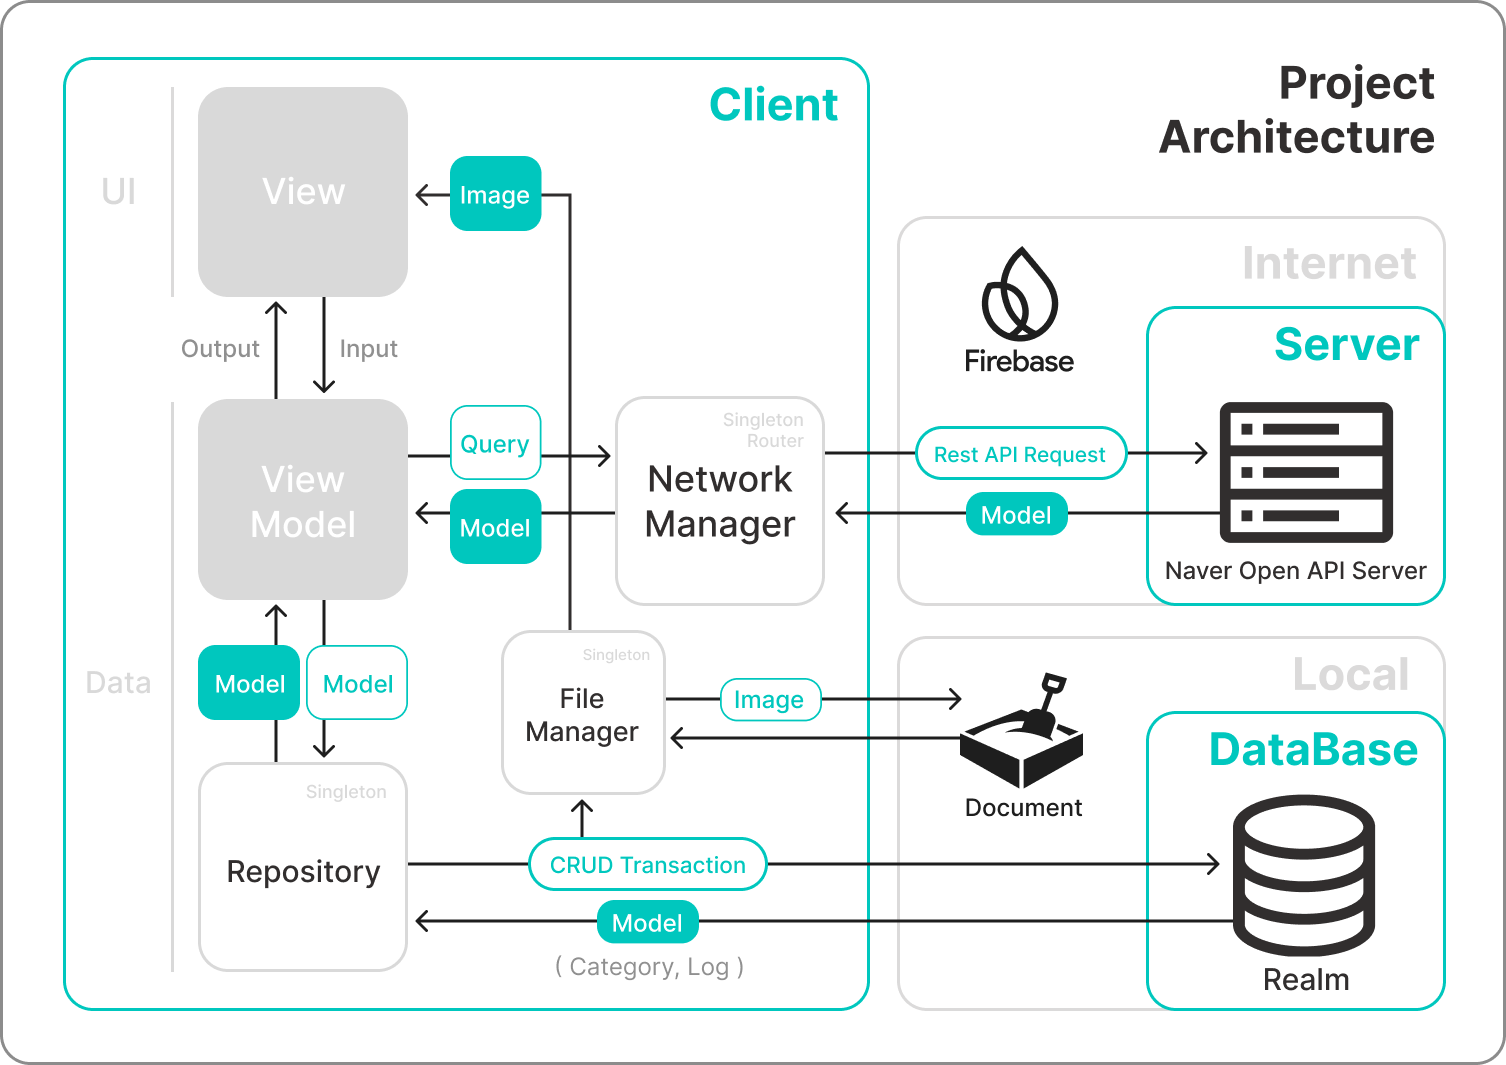 Project
Architecture
Client
UI
View
Image
Output
Input
Data
View
Model
Query
Model
Singleton
Router
Network
Manager
Rest API Request
Model
Internet
Firebase
Server
Naver Open API Server
Model
Model
Singleton
File
Manager
Image
Document
Local
DataBase
Realm
Singleton
Repository
CRUD Transaction
Model
( Category, Log )